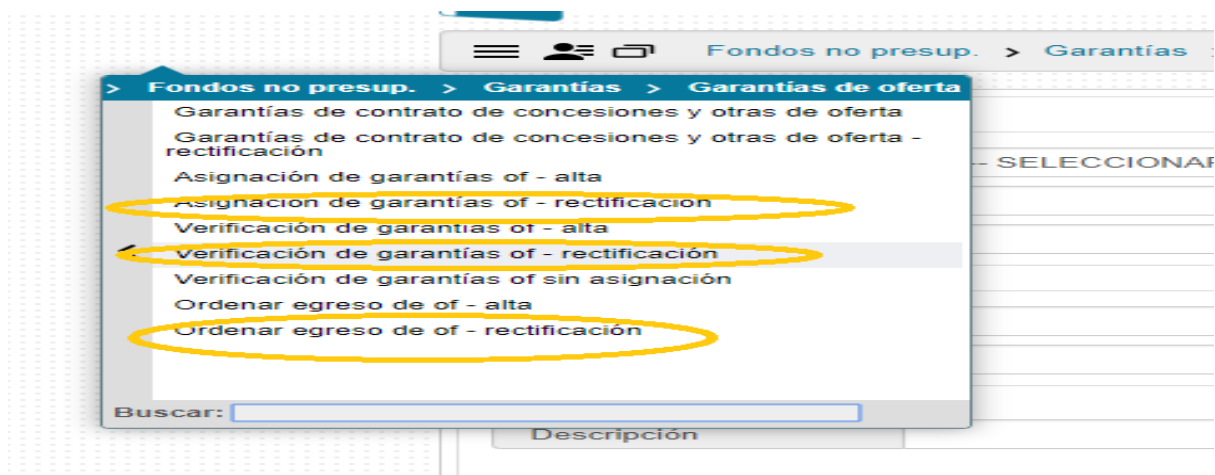 Fondos no presup. > Garantías
> Fondos no presup. > Garantías > Garantías de oferta
Garantías de contrato de concesiones y otras de oferta
Garantías de contrato de concesiones y otras de oferta -
rectificación
Asignación de garantías of - alta
Asignación de garantías of - rectificación
Verificación de garantías of - alta
Verificación de garantías of - rectificación
Verificación de garantías of sin asignación
Ordenar egreso de of - alta
Ordenar egreso de of - rectificación
Buscar:
-- SELECCIONAR
Descripción